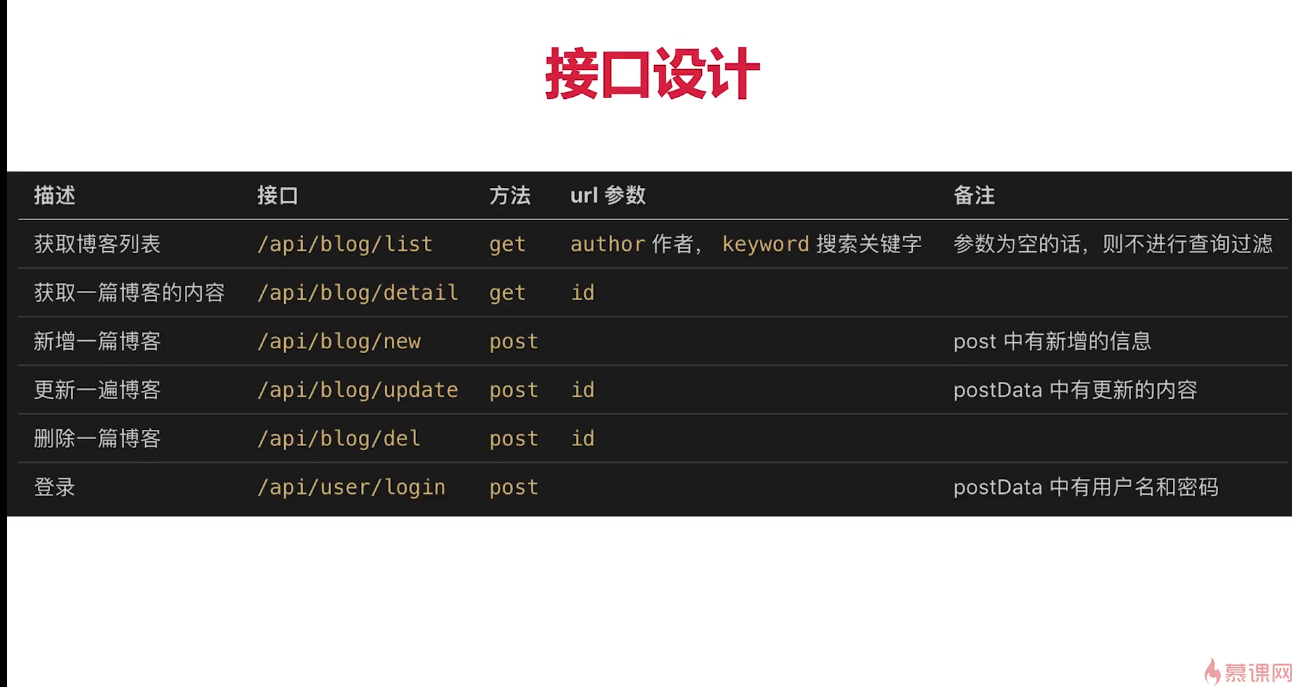 接口设计
描述 接口 方法 url 参数 备注
获取博客列表 /api/blog/list get author 作者， keyword 搜索关键字 参数为空的话，则不进行查询过滤
获取一篇博客的内容 /api/blog/detail get id
新增一篇博客 /api/blog/new post post 中有新增的信息
更新一遍博客 /api/blog/update post id postData 中有更新的内容
删除一篇博客 /api/blog/del post id
登录 /api/user/login post postData 中有用户名和密码
慕课网